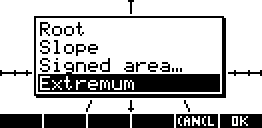 Root
Slope
Signed area…
Extremum
CANCL OK